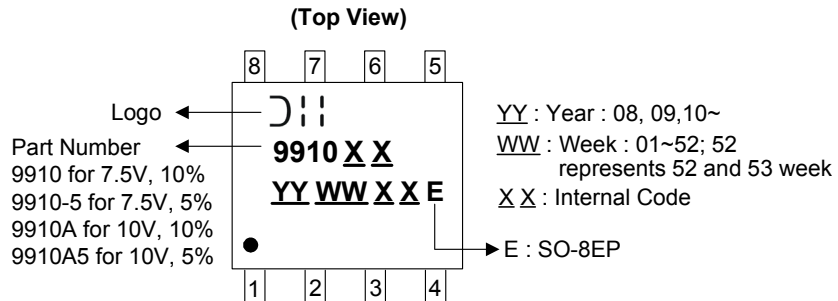 (Top View)
8 7 6 5
Logo
Part Number
9910 for 7.5V, 10%
9910-5 for 7.5V, 5%
9910A for 10V, 10%
9910A5 for 10V, 5%
9910 X X
YY WW X X E
YY : Year : 08, 09,10~
WW : Week : 01~52; 52
represents 52 and 53 week
X X : Internal Code
E : SO-8EP
1 2 3 4